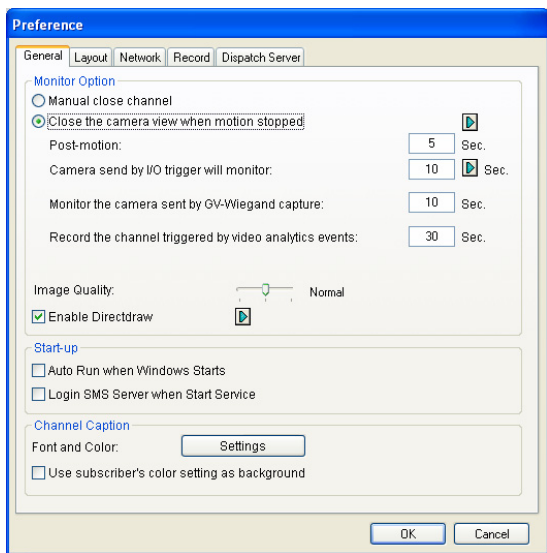 Preference
General Layout Network Record Dispatch Server
Monitor Option
Manual close channel
Close the camera view when motion stopped
Post-motion: 5 Sec.
Camera send by I/O trigger will monitor: 10 Sec.
Monitor the camera sent by GV-Wiegand capture: 10 Sec.
Record the channel triggered by video analytics events: 30 Sec.
Image Quality: Normal
Enable Directdraw
Start-up
Auto Run when Windows Starts
Login SMS Server when Start Service
Channel Caption
Font and Color: Settings
Use subscriber's color setting as background
OK Cancel